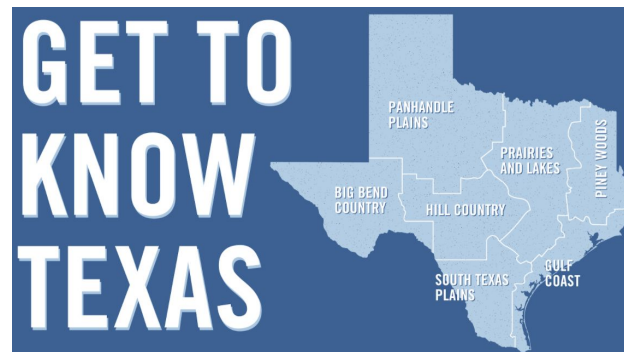 GET TO
KNOW
TEXAS
PANHANDLE
PLAINS
PRAIRIES
AND LAKES
PINEY WOODS
BIG BEND
COUNTRY
HILL COUNTRY
SOUTH TEXAS
PLAINS
GULF
COAST